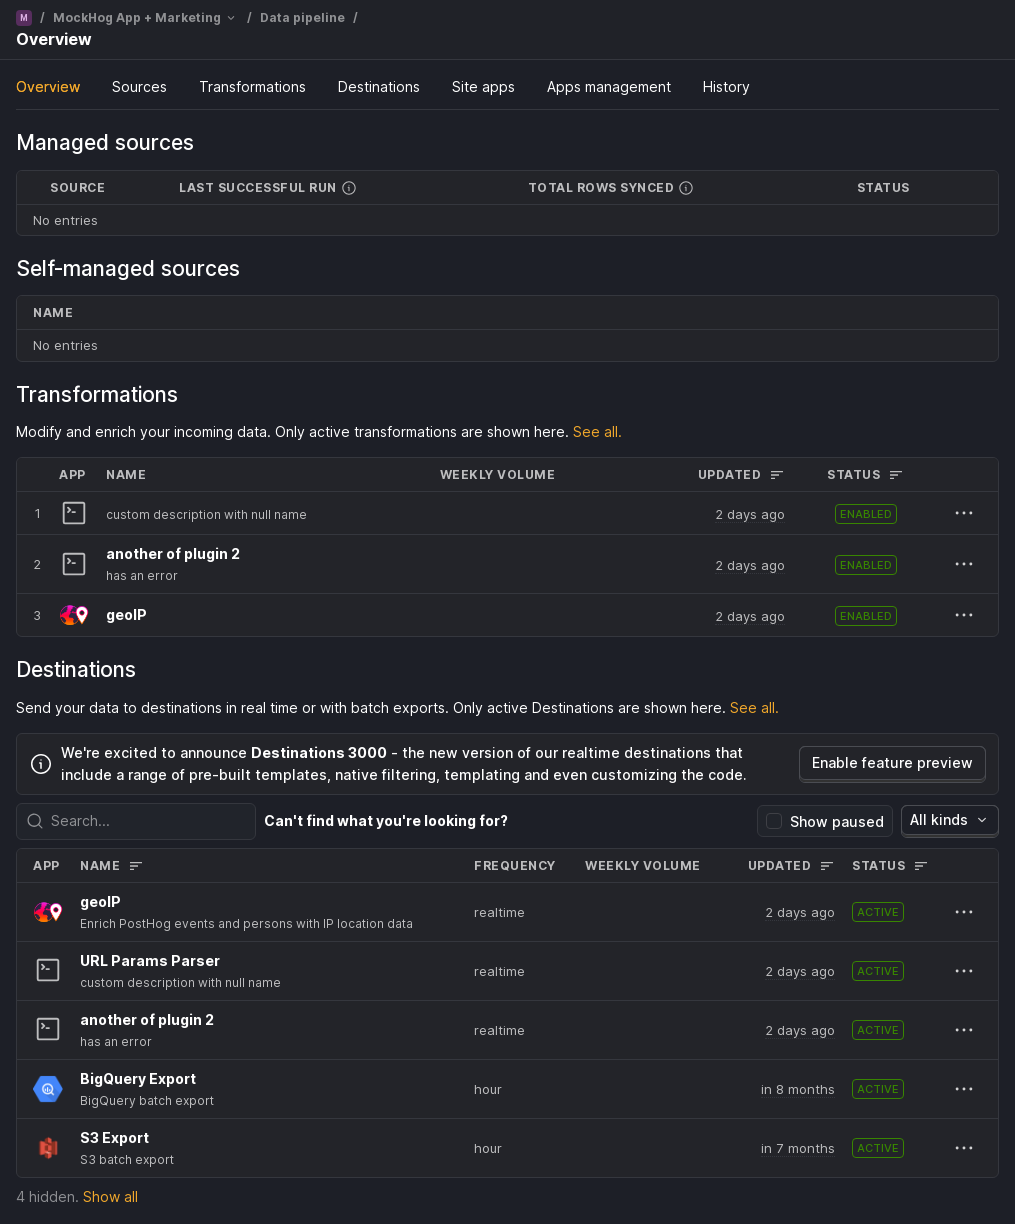 M / MockHog App + Marketing / Data pipeline /
Overview
Overview Sources Transformations Destinations Site apps Apps management History
Managed sources
SOURCE LAST SUCCESSFUL RUN TOTAL ROWS SYNCED STATUS
No entries
Self-managed sources
NAME
No entries
Transformations
Modify and enrich your incoming data. Only active transformations are shown here. See all.
APP NAME WEEKLY VOLUME UPDATED STATUS
1 custom description with null name 2 days ago ENABLED
another of plugin 2
2 2 days ago ENABLED
has an error
3 geoIP 2 days ago ENABLED
Destinations
Send your data to destinations in real time or with batch exports. Only active Destinations are shown here. See all.
We're excited to announce Destinations 3000 - the new version of our realtime destinations that
include a range of pre-built templates, native filtering, templating and even customizing the code.
Enable feature preview
Search... Can't find what you're looking for? Show paused All kinds
APP NAME FREQUENCY WEEKLY VOLUME UPDATED STATUS
geoIP
realtime 2 days ago ACTIVE
Enrich PostHog events and persons with IP location data
URL Params Parser
realtime 2 days ago ACTIVE
custom description with null name
another of plugin 2
realtime 2 days ago ACTIVE
has an error
BigQuery Export
hour in 8 months ACTIVE
BigQuery batch export
S3 Export
hour in 7 months ACTIVE
S3 batch export
4 hidden. Show all